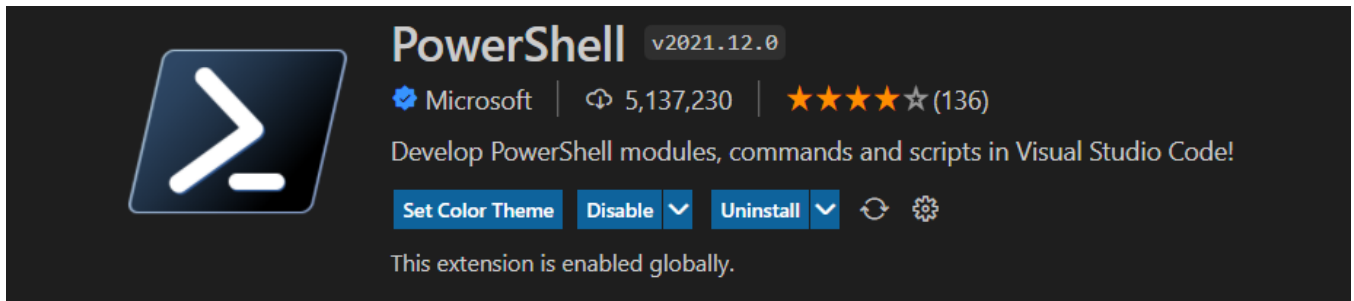 PowerShell v2021.12.0
Microsoft 5,137,230 (136)
Develop PowerShell modules, commands and scripts in Visual Studio Code!
Set Color Theme Disable Uninstall
This extension is enabled globally.